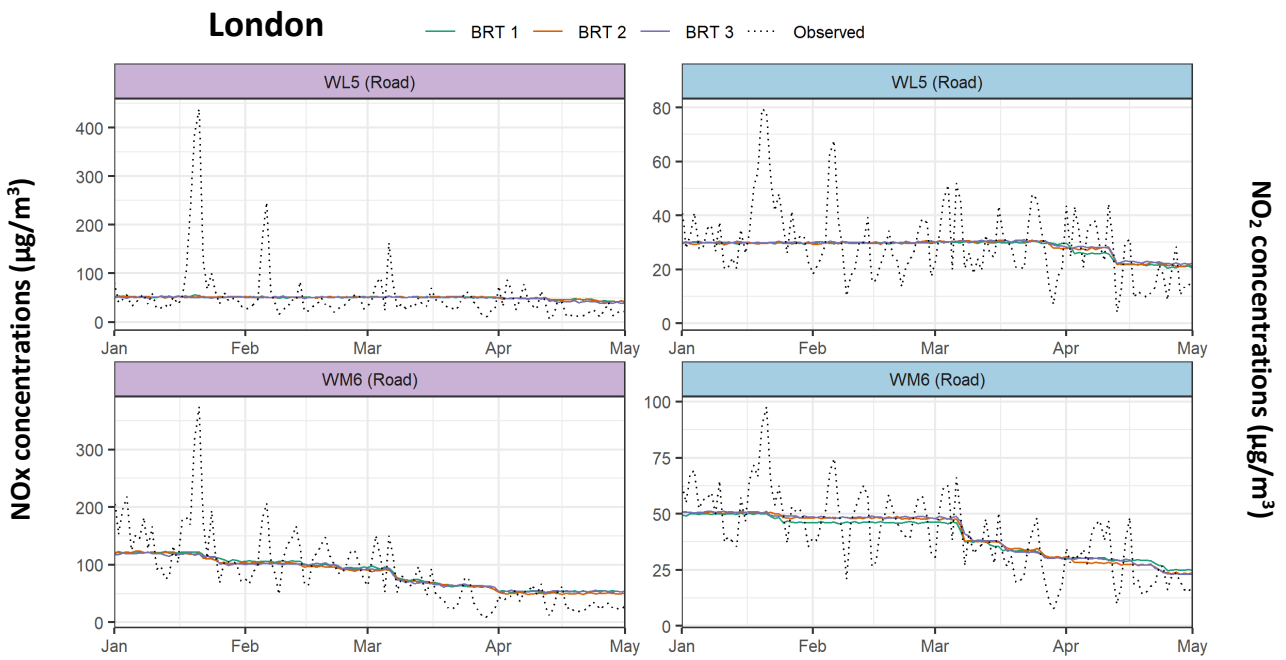 London
BRT 1 BRT 2 BRT 3 Observed
NOx concentrations (µg/m³)
WL5 (Road)
400
300
200
100
0
Jan Feb Mar Apr May
WL5 (Road)
80
60
40
20
0
Jan Feb Mar Apr May
WM6 (Road)
300
200
100
0
Jan Feb Mar Apr May
WM6 (Road)
100
75
50
25
0
Jan Feb Mar Apr May
NO₂ concentrations (µg/m³)